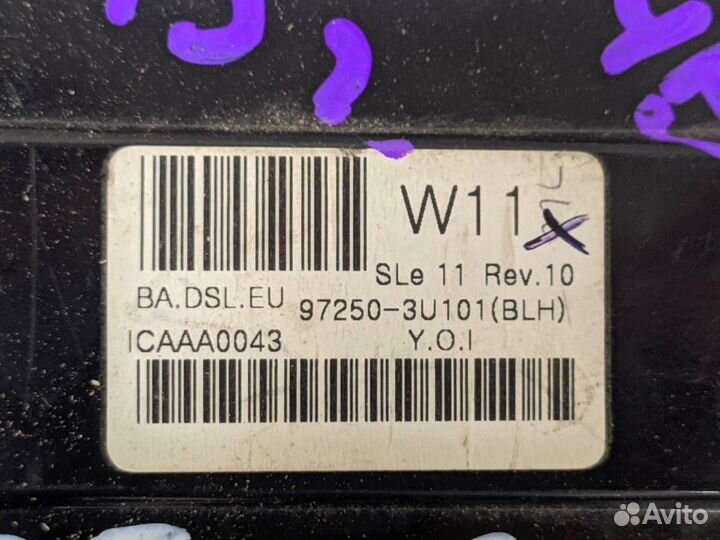 W11
SLe 11 Rev.10
BA.DSL.EU
97250-3U101(BLH)
ICAAA0043
Y.O.I
Avito